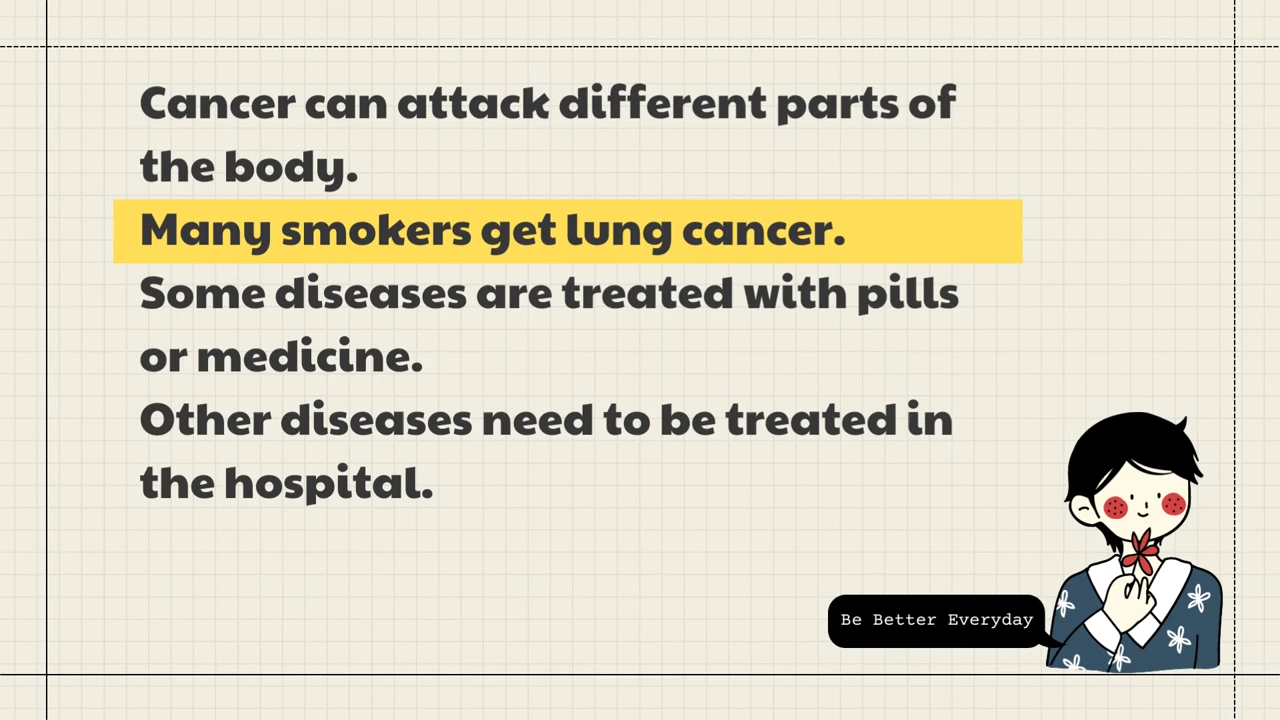 Cancer can attack different parts of
the body.
Many smokers get lung cancer.
Some diseases are treated with pills
or medicine.
Other diseases need to be treated in
the hospital.
Be Better Everyday